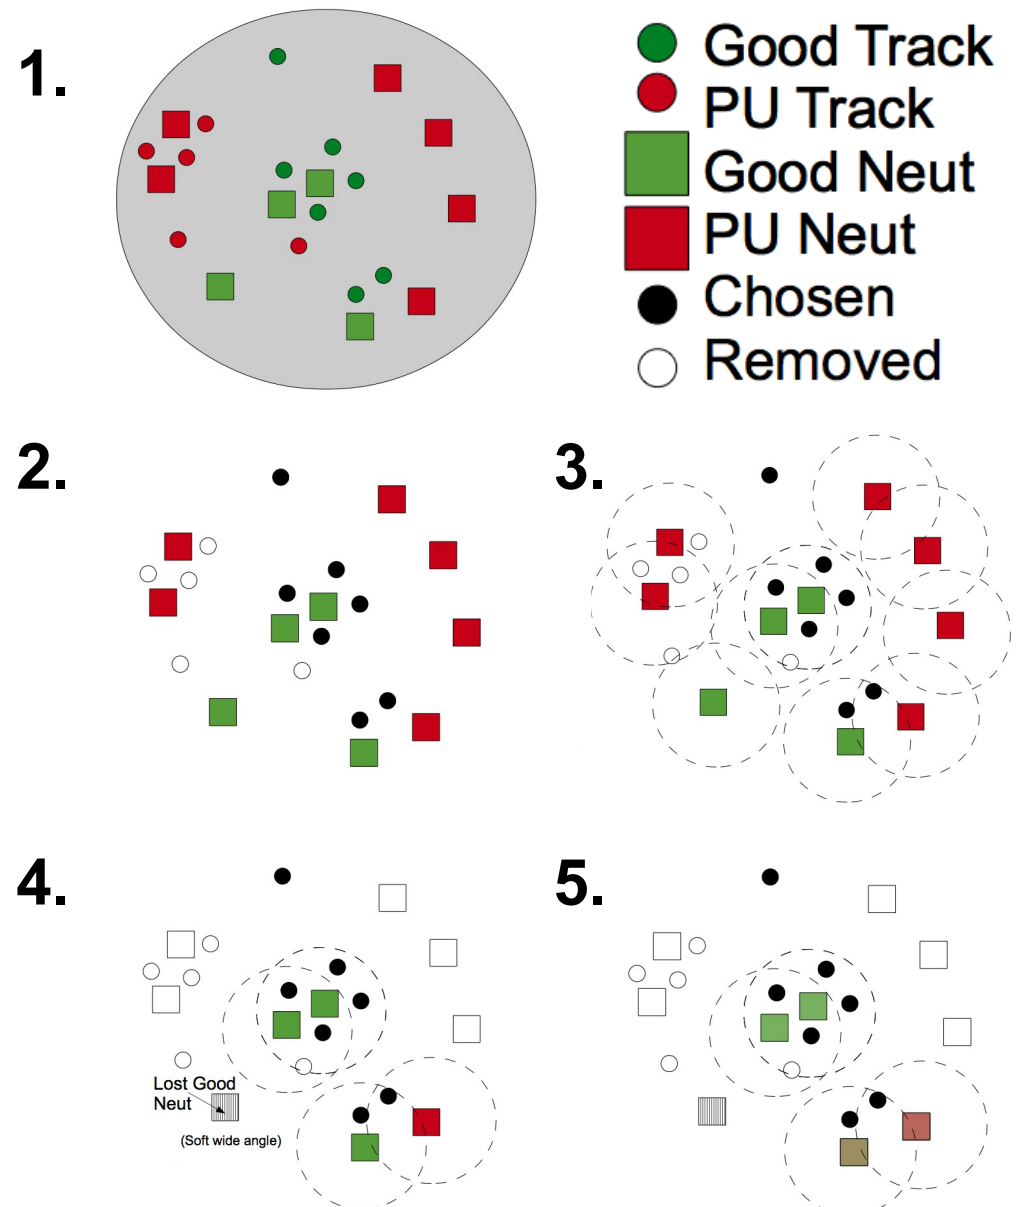 1.
Good Track
PU Track
Good Neut
PU Neut
Chosen
Removed
2.
3.
4.
5.
Lost Good
Neut
(Soft wide angle)